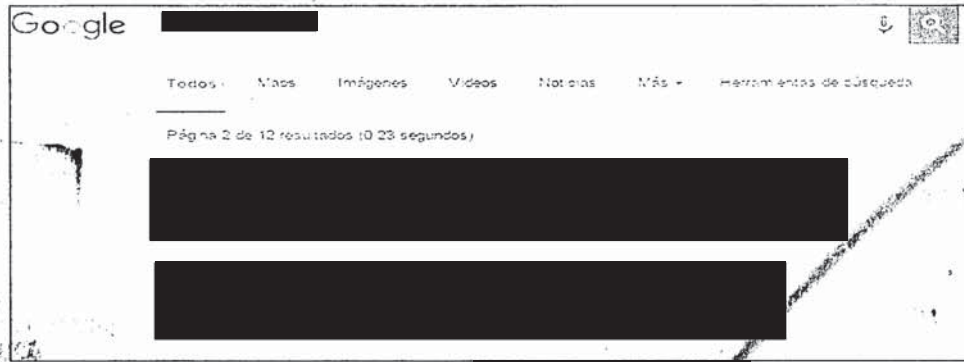 Google
Todos Maps Imágenes Videos Noticias Más Herramientas de búsqueda
Página 2 de 12 resultados (0.23 segundos)